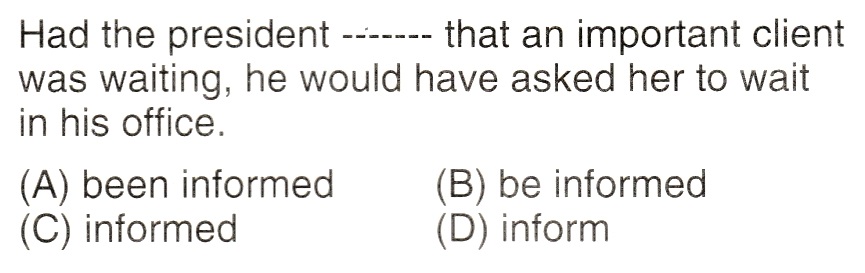 Had the president ------- that an important client
was waiting, he would have asked her to wait
in his office.
(A) been informed (B) be informed
(C) informed (D) inform